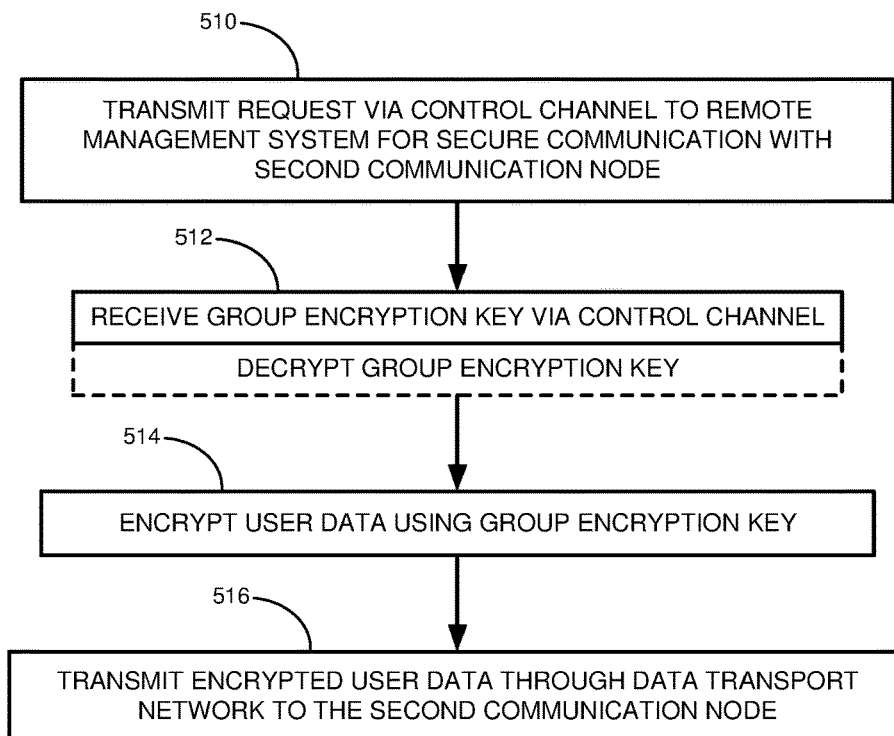 510
TRANSMIT REQUEST VIA CONTROL CHANNEL TO REMOTE
MANAGEMENT SYSTEM FOR SECURE COMMUNICATION WITH
SECOND COMMUNICATION NODE
512
RECEIVE GROUP ENCRYPTION KEY VIA CONTROL CHANNEL
DECRYPT GROUP ENCRYPTION KEY
514
ENCRYPT USER DATA USING GROUP ENCRYPTION KEY
516
TRANSMIT ENCRYPTED USER DATA THROUGH DATA TRANSPORT
NETWORK TO THE SECOND COMMUNICATION NODE